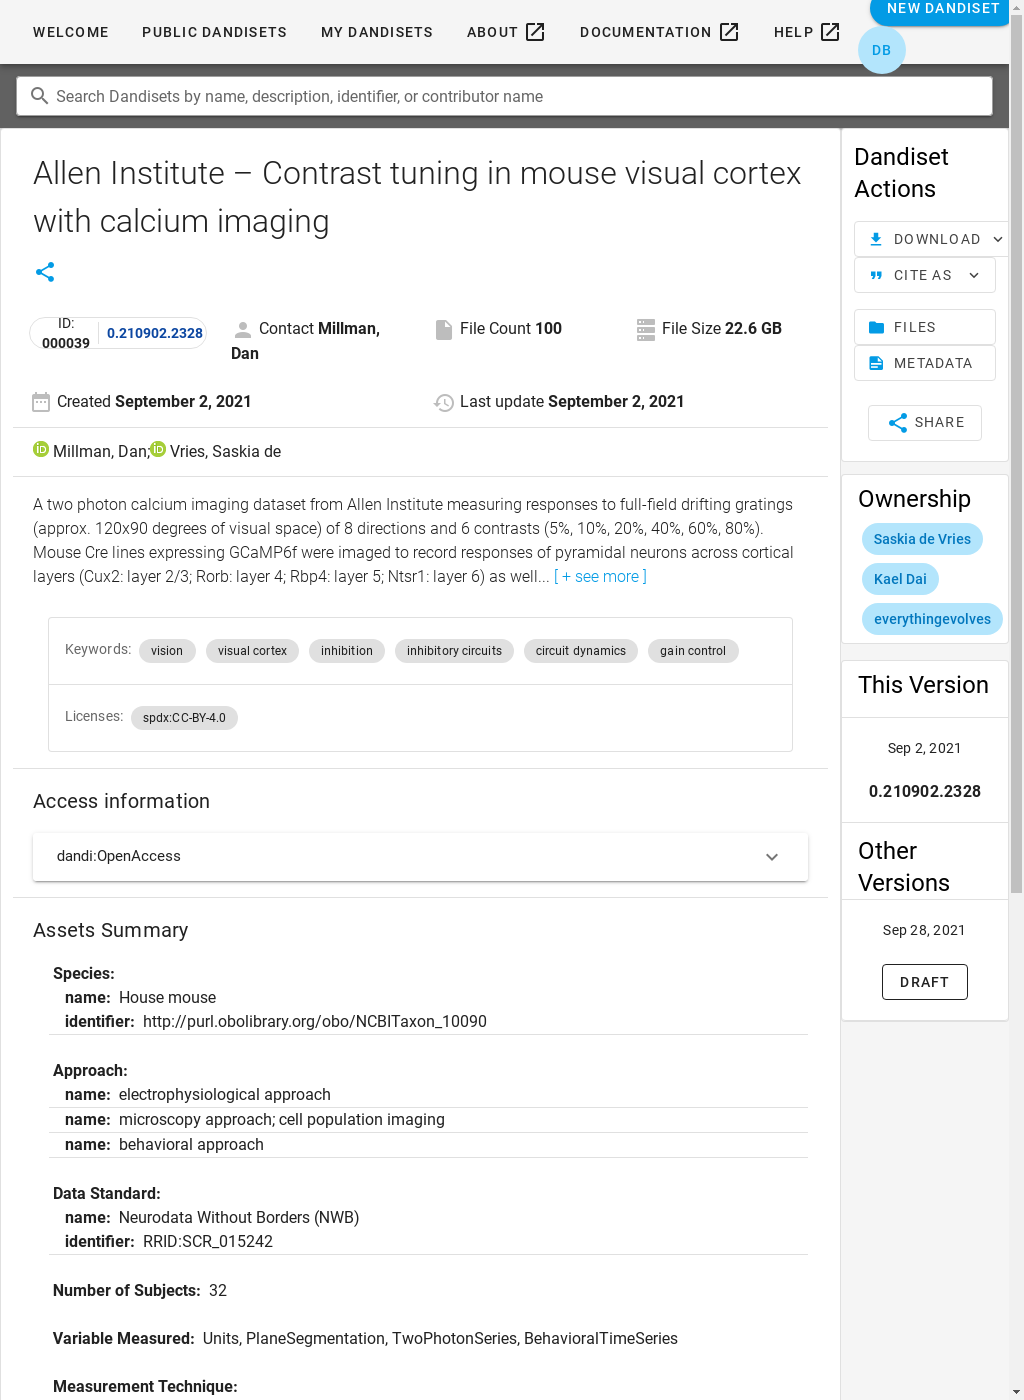 WELCOME PUBLIC DANDISETS MY DANDISETS ABOUT DOCUMENTATION HELP NEW DANDISET
DB
Search Dandisets by name, description, identifier, or contributor name
Allen Institute – Contrast tuning in mouse visual cortex
with calcium imaging
ID:
000039
0.210902.2328
Contact Millman,
Dan
File Count 100
File Size 22.6 GB
Created September 2, 2021
Last update September 2, 2021
iD Millman, Dan; iD Vries, Saskia de
A two photon calcium imaging dataset from Allen Institute measuring responses to full-field drifting gratings
(approx. 120x90 degrees of visual space) of 8 directions and 6 contrasts (5%, 10%, 20%, 40%, 60%, 80%).
Mouse Cre lines expressing GCaMP6f were imaged to record responses of pyramidal neurons across cortical
layers (Cux2: layer 2/3; Rorb: layer 4; Rbp4: layer 5; Ntsr1: layer 6) as well... [ + see more ]
Keywords: vision visual cortex inhibition inhibitory circuits circuit dynamics gain control
Licenses: spdx:CC-BY-4.0
Access information
dandi:OpenAccess
Assets Summary
Species:
name: House mouse
identifier: http://purl.obolibrary.org/obo/NCBITaxon_10090
Approach:
name: electrophysiological approach
name: microscopy approach; cell population imaging
name: behavioral approach
Data Standard:
name: Neurodata Without Borders (NWB)
identifier: RRID:SCR_015242
Number of Subjects: 32
Variable Measured: Units, PlaneSegmentation, TwoPhotonSeries, BehavioralTimeSeries
Measurement Technique:
Dandiset
Actions
DOWNLOAD
CITE AS
FILES
METADATA
SHARE
Ownership
Saskia de Vries
Kael Dai
everythingevolves
This Version
Sep 2, 2021
0.210902.2328
Other
Versions
Sep 28, 2021
DRAFT